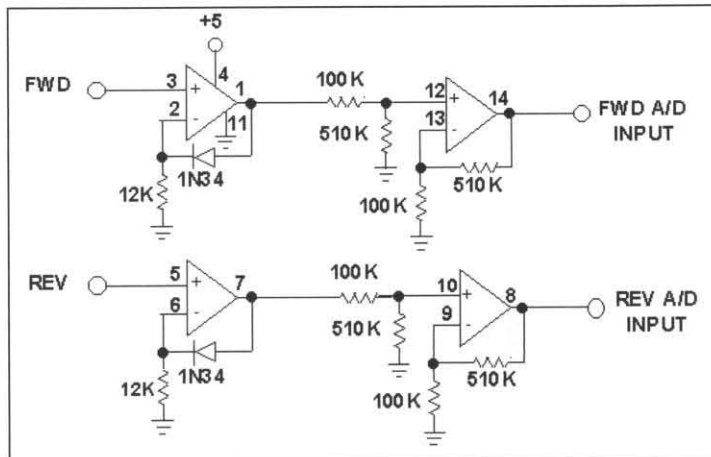 +5
FWD
3
+
4
1
2
-
11
1N34
12K
100 K
510 K
12
+
14
13
-
510 K
100 K
FWD A/D
INPUT
REV
5
+
7
6
-
1N34
12K
100 K
510 K
10
+
8
9
-
510 K
100 K
REV A/D
INPUT